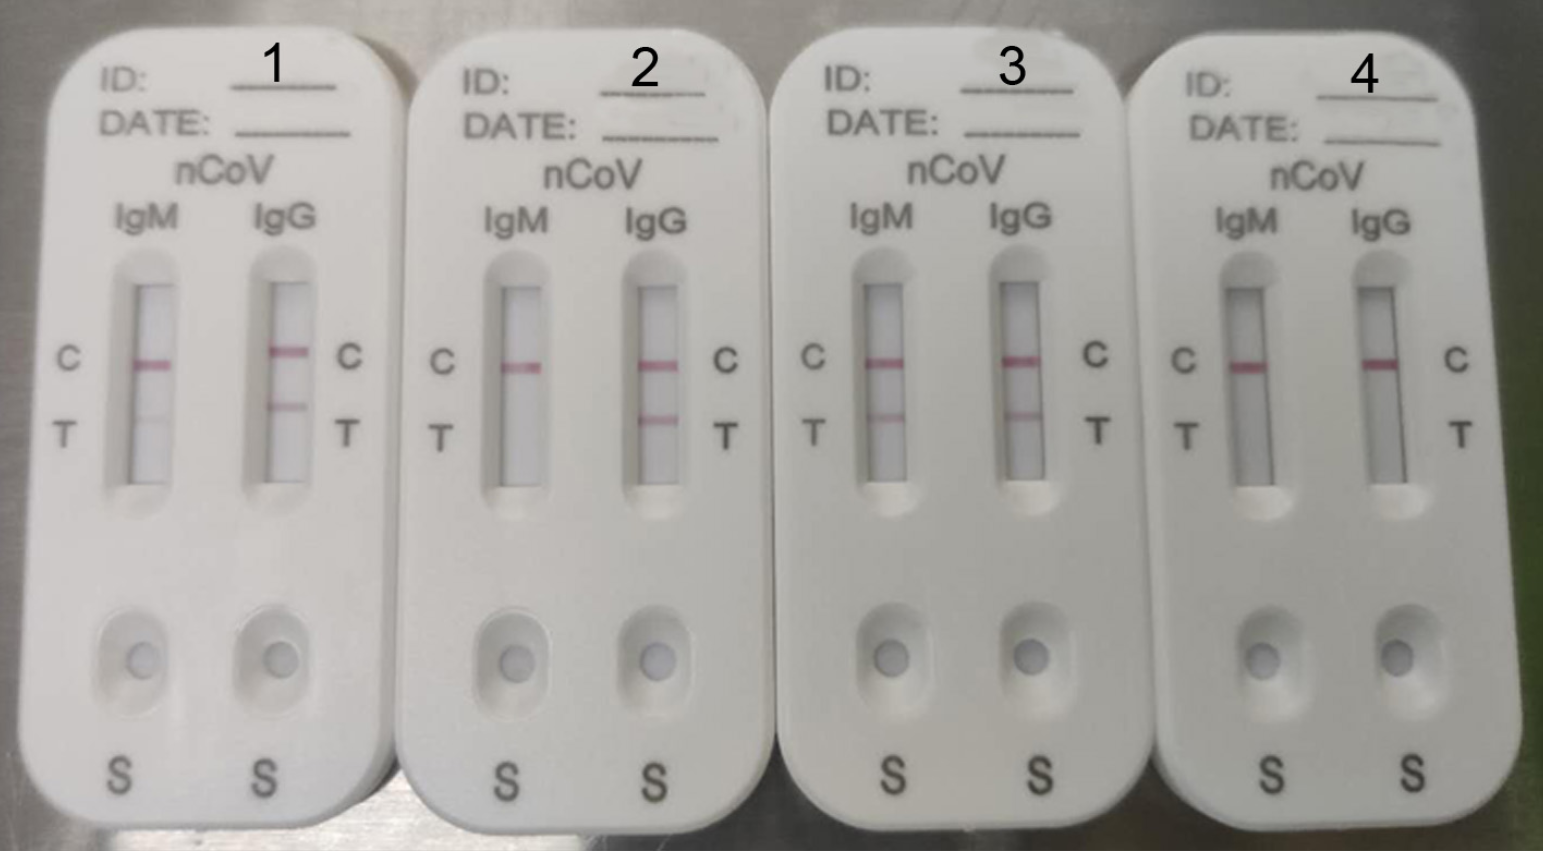 ID: 1
DATE:
nCoV
IgM IgG
C C
T T
S S
ID: 2
DATE:
nCoV
IgM IgG
C C
T T
S S
ID: 3
DATE:
nCoV
IgM IgG
C C
T T
S S
ID: 4
DATE:
nCoV
IgM IgG
C C
T T
S S